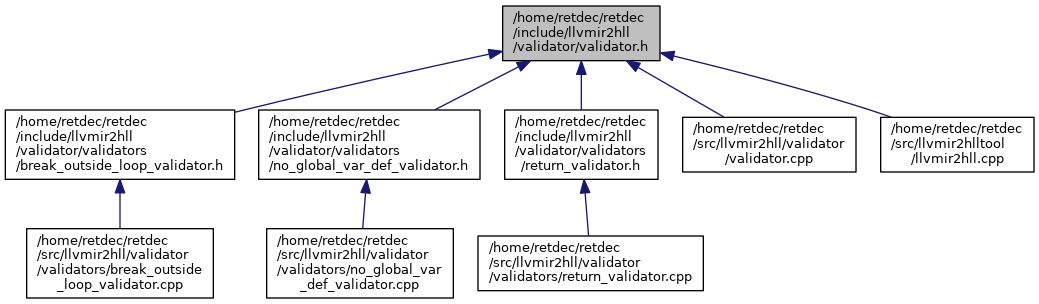 /home/retdec/retdec
/include/llvmir2hll
/validator/validator.h
/home/retdec/retdec
/include/llvmir2hll
/validator/validators
/break_outside_loop_validator.h
/home/retdec/retdec
/include/llvmir2hll
/validator/validators
/no_global_var_def_validator.h
/home/retdec/retdec
/include/llvmir2hll
/validator/validators
/return_validator.h
/home/retdec/retdec
/src/llvmir2hll/validator
/validator.cpp
/home/retdec/retdec
/src/llvmir2hlltool
/llvmir2hll.cpp
/home/retdec/retdec
/src/llvmir2hll/validator
/validators/break_outside
_loop_validator.cpp
/home/retdec/retdec
/src/llvmir2hll/validator
/validators/no_global_var
_def_validator.cpp
/home/retdec/retdec
/src/llvmir2hll/validator
/validators/return_validator.cpp